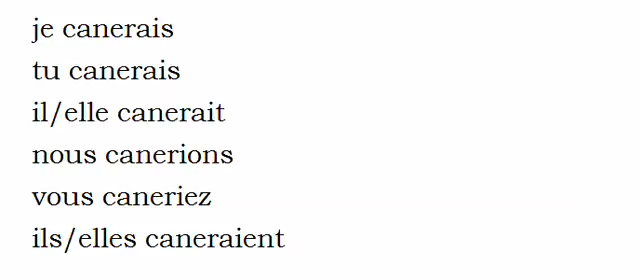 je canerais
tu canerais
il/elle canerait
nous canerions
vous caneriez
ils/elles caneraient